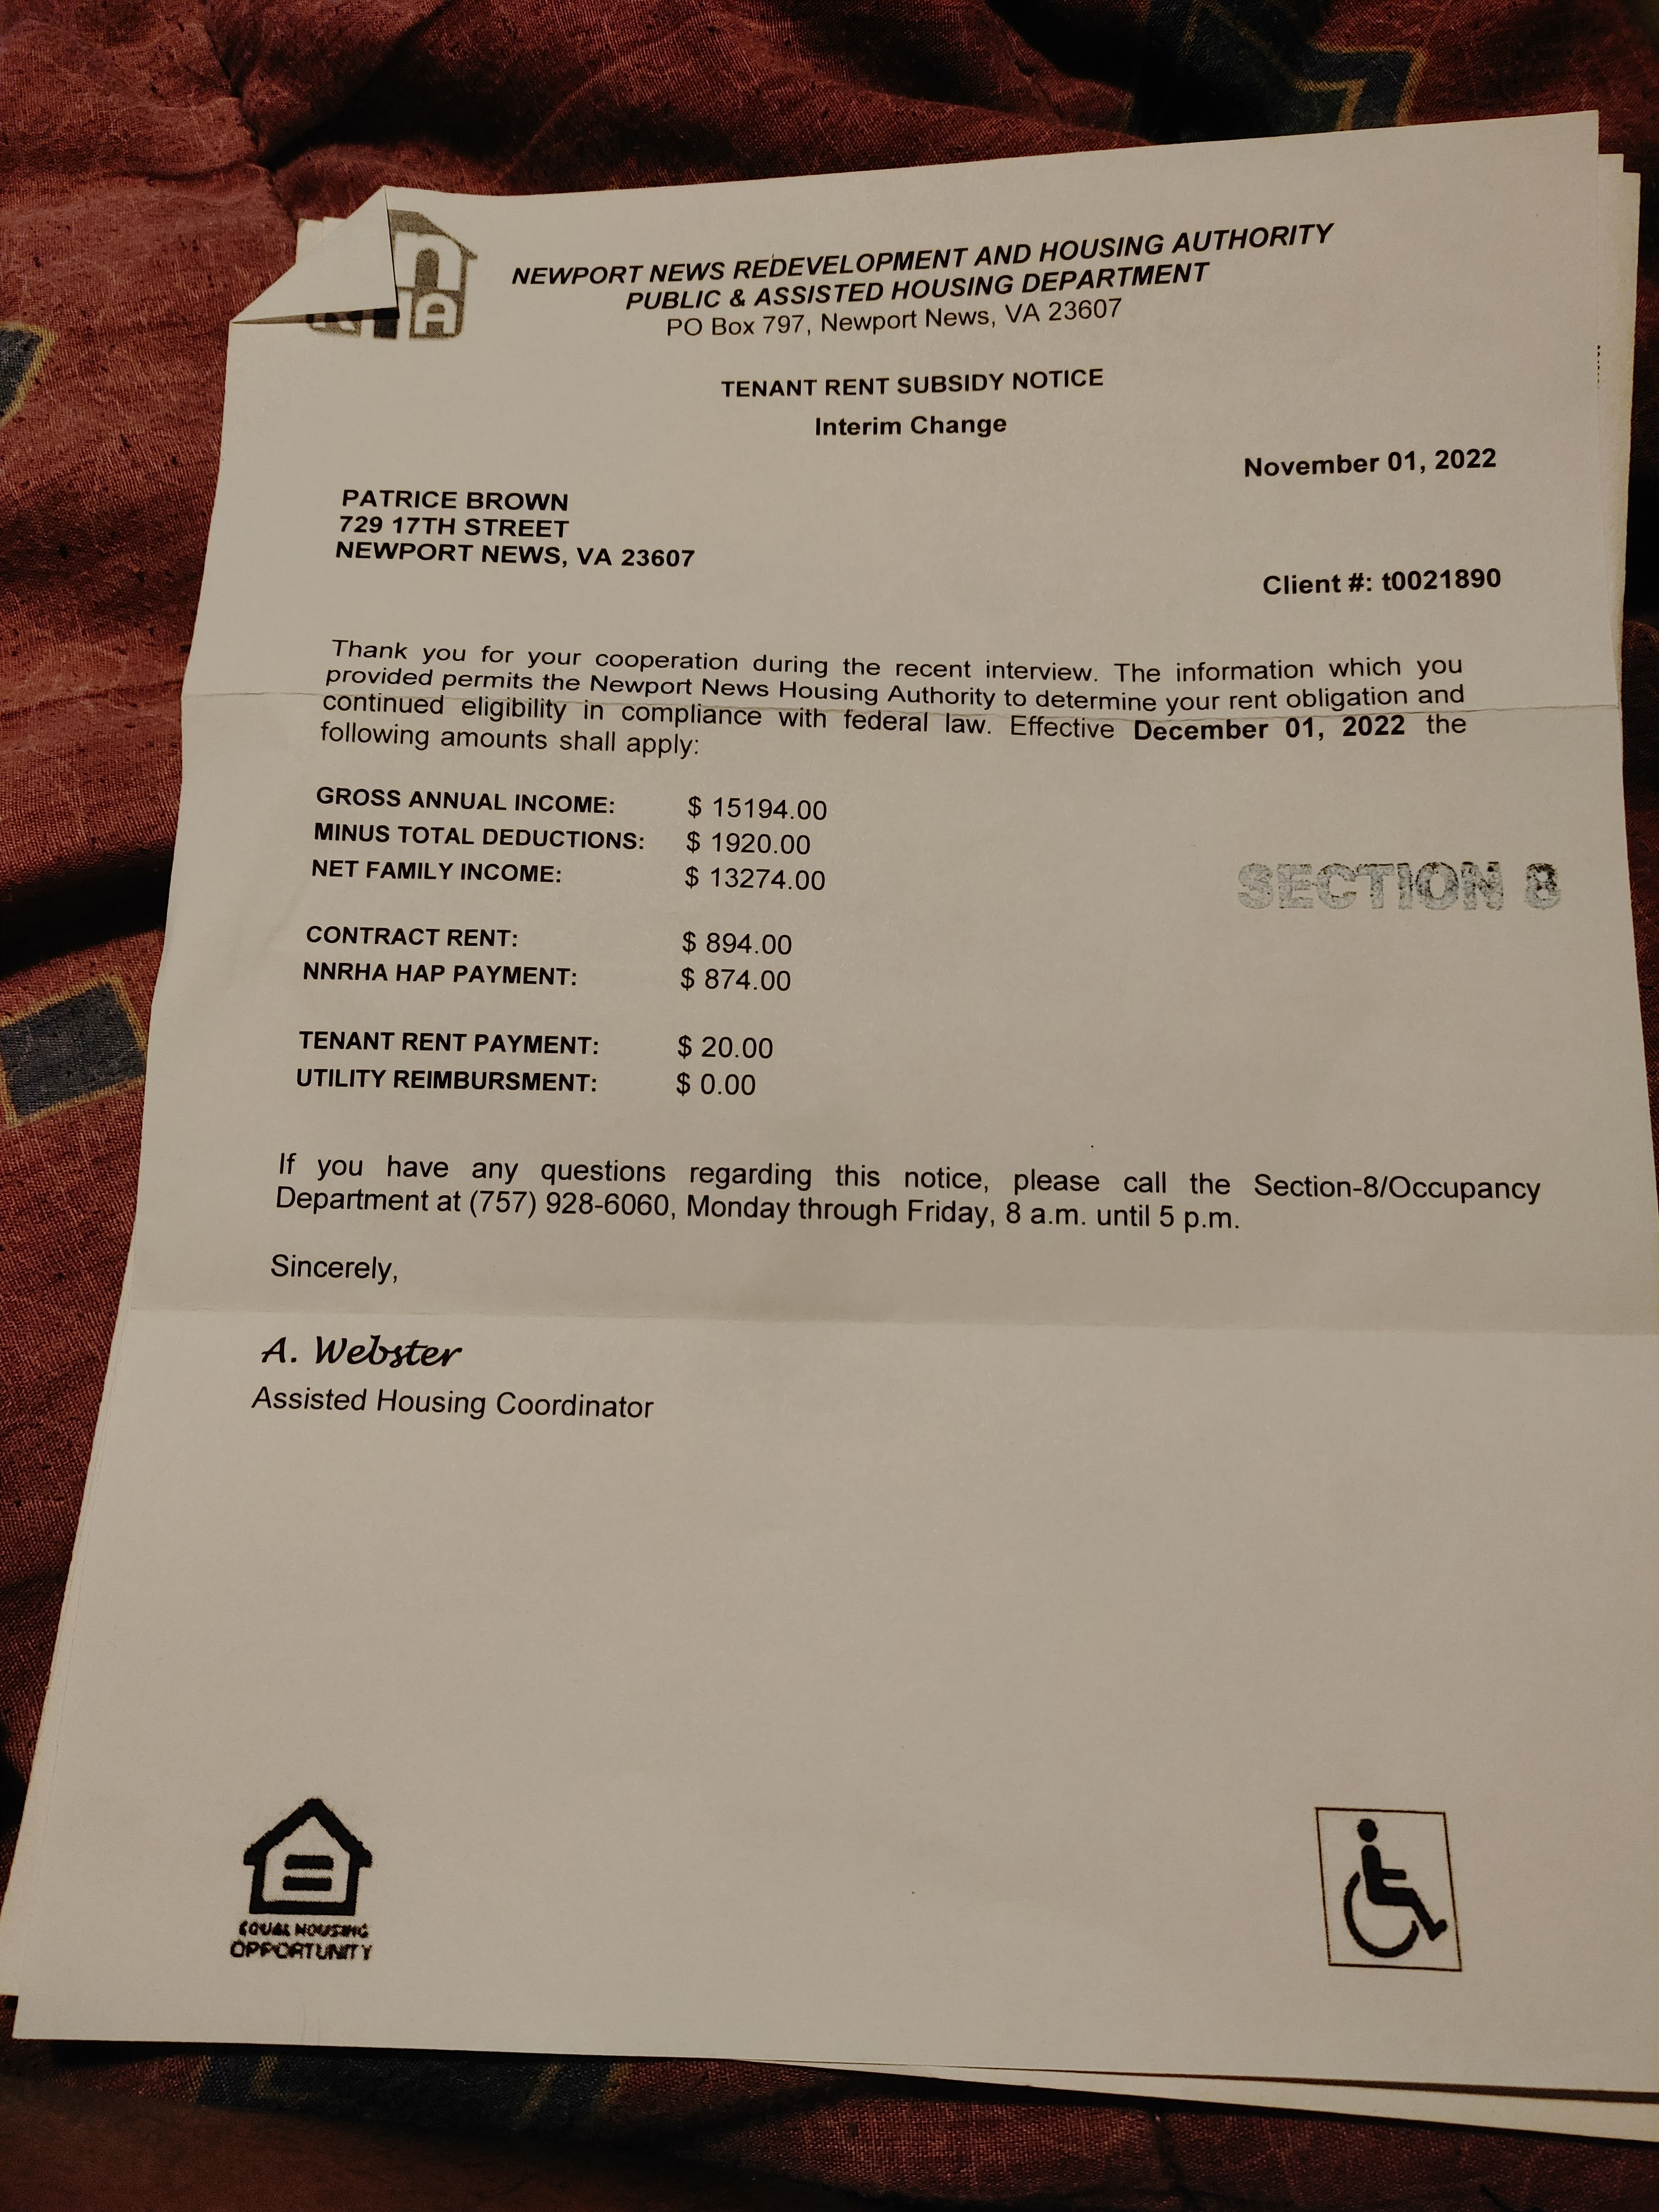 NEWPORT NEWS REDEVELOPMENT AND HOUSING AUTHORITY
PUBLIC & ASSISTED HOUSING DEPARTMENT
PO Box 797, Newport News, VA 23607
TENANT RENT SUBSIDY NOTICE
Interim Change
November 01, 2022
PATRICE BROWN
729 17TH STREET
NEWPORT NEWS, VA 23607
Client #: t0021890
Thank you for your cooperation during the recent interview. The information which you
provided permits the Newport News Housing Authority to determine your rent obligation and
continued eligibility in compliance with federal law. Effective December 01, 2022 the
following amounts shall apply:
GROSS ANNUAL INCOME: $ 15194.00
MINUS TOTAL DEDUCTIONS: $ 1920.00
NET FAMILY INCOME: $ 13274.00
SECTION 8
CONTRACT RENT: $ 894.00
NNRHA HAP PAYMENT: $ 874.00
TENANT RENT PAYMENT: $ 20.00
UTILITY REIMBURSMENT: $ 0.00
If you have any questions regarding this notice, please call the Section-8/Occupancy
Department at (757) 928-6060, Monday through Friday, 8 a.m. until 5 p.m.
Sincerely,
A. Webster
Assisted Housing Coordinator
EQUAL HOUSING
OPPORTUNITY